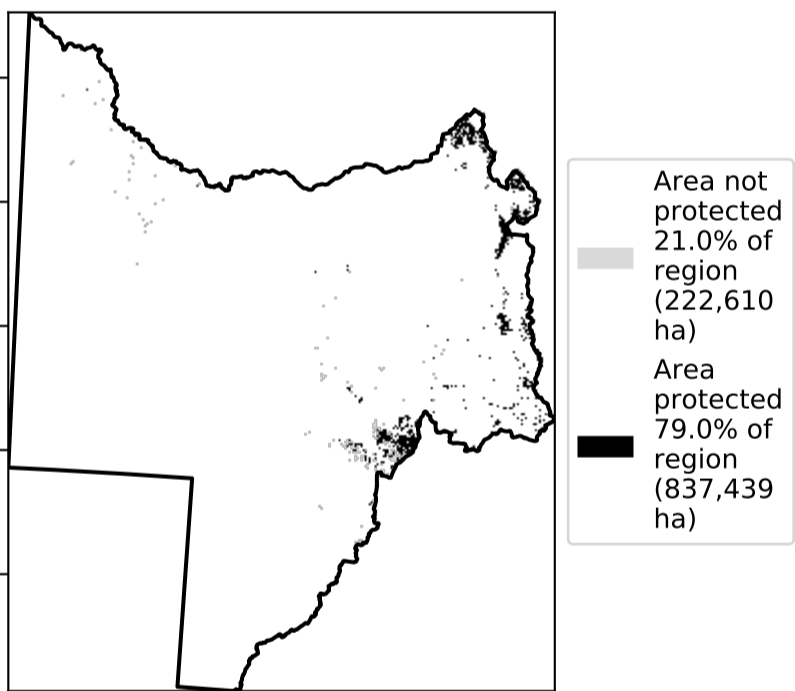 Area not
protected
21.0% of
region
(222,610
ha)
Area
protected
79.0% of
region
(837,439
ha)